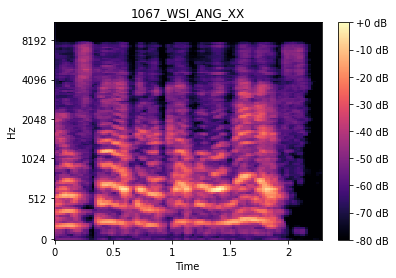 1067_WSI_ANG_XX
+0 dB
8192
-10 dB
4096
-20 dB
-30 dB
2048
Hz
-40 dB
1024
-50 dB
512
-60 dB
-70 dB
0
-80 dB
0
0.5
1
1.5
2
Time